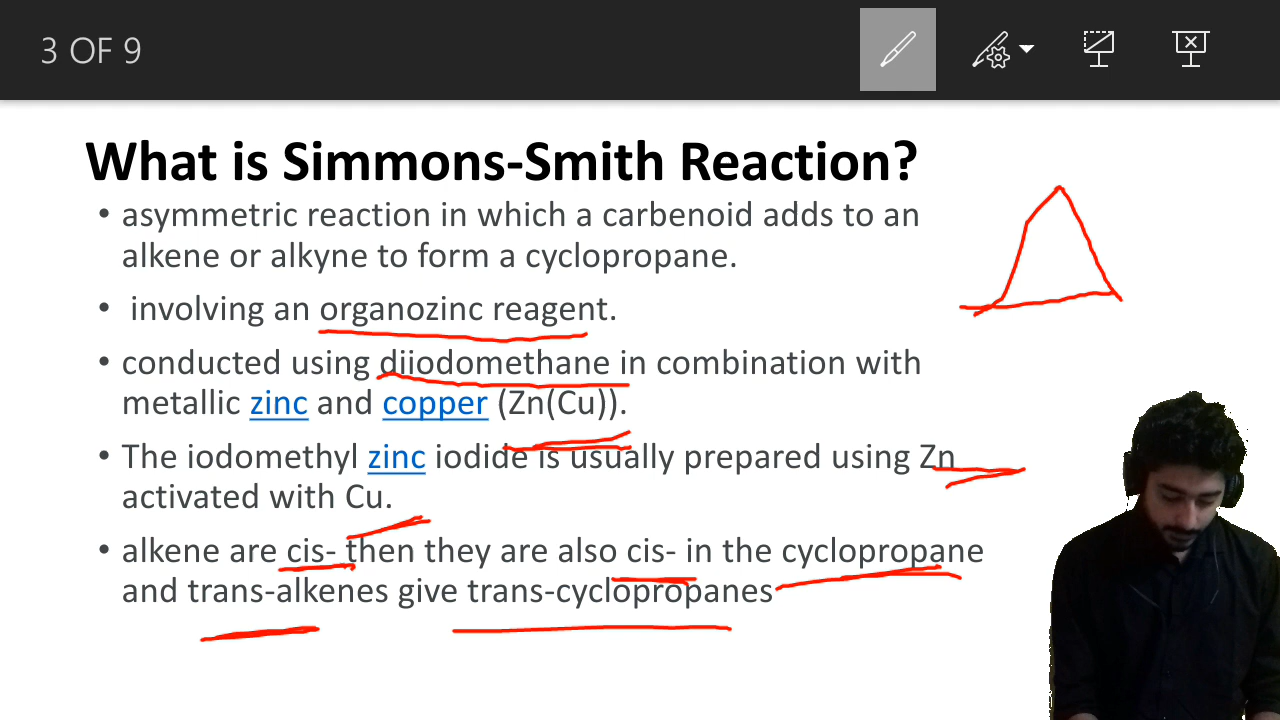 3 OF 9
What is Simmons-Smith Reaction?
• asymmetric reaction in which a carbenoid adds to an
alkene or alkyne to form a cyclopropane.
• involving an organozinc reagent.
• conducted using diiodomethane in combination with
metallic zinc and copper (Zn(Cu)).
• The iodomethyl zinc iodide is usually prepared using Zn
activated with Cu.
• alkene are cis- then they are also cis- in the cyclopropane
and trans-alkenes give trans-cyclopropanes